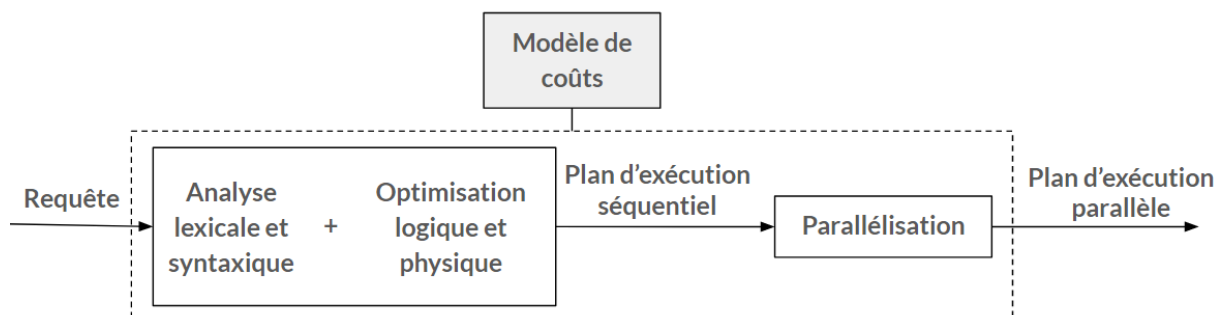 Modèle de
coûts
Requête
Analyse
lexicale et
syntaxique
+
Optimisation
logique et
physique
Plan d’exécution
séquentiel
Parallélisation
Plan d’exécution
parallèle